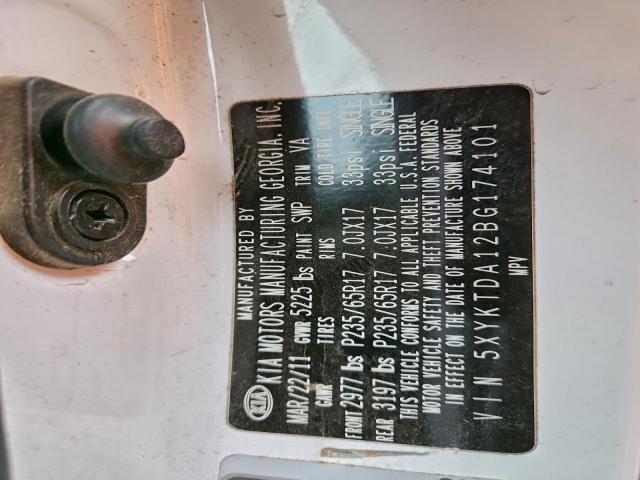 KIA
MANUFACTURED BY
KIA MOTORS MANUFACTURING GEORGIA, INC.
MAR/22/11 GVWR 5225 lbs PAINT SWP TRIM VA
GAWR TIRES RIMS COLD TIRE INFL
FRONT 2977 lbs P235/65R17 7.0JX17 33psi SINGLE
REAR 3197 lbs P235/65R17 7.0JX17 33psi SINGLE
THIS VEHICLE CONFORMS TO ALL APPLICABLE U.S.A. FEDERAL
MOTOR VEHICLE SAFETY AND THEFT PREVENTION STANDARDS
IN EFFECT ON THE DATE OF MANUFACTURE SHOWN ABOVE
VIN 5XYKTDA12BG174101
MPV